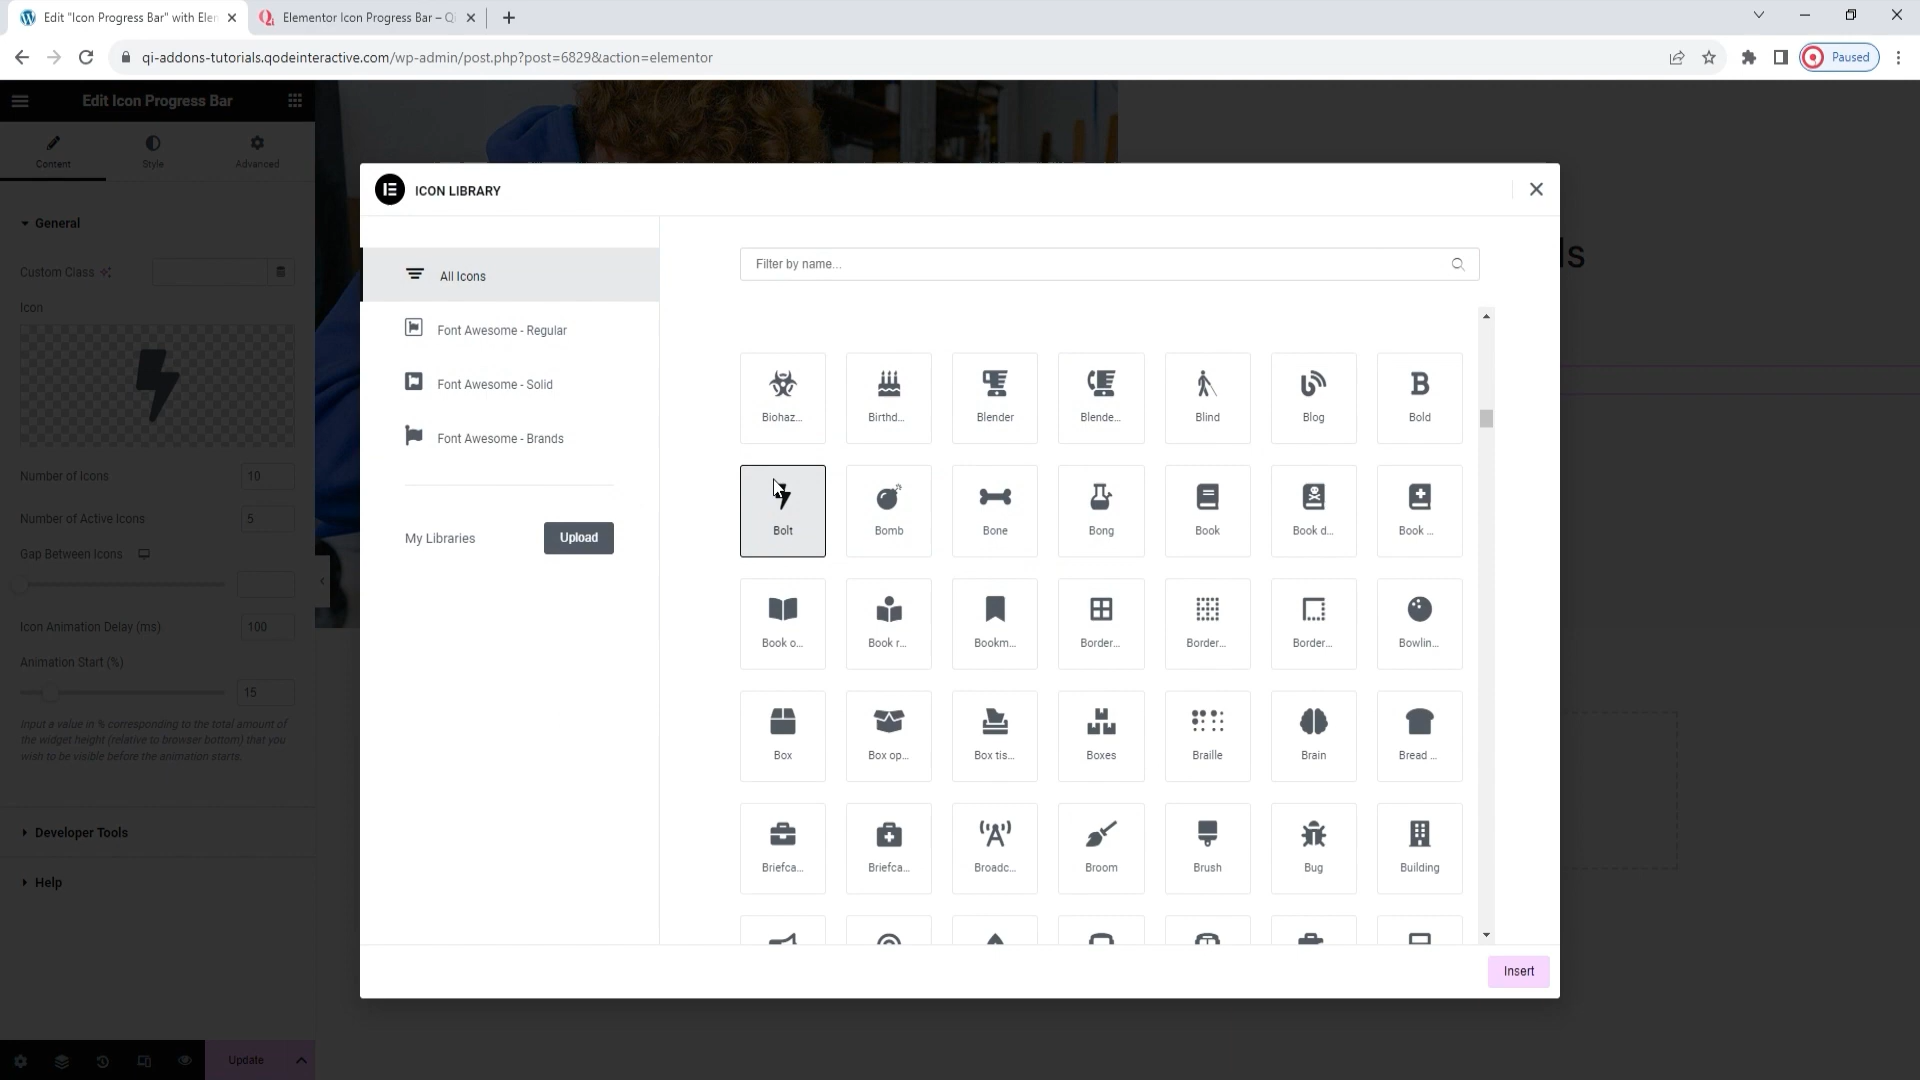 Edit "Icon Progress Bar" with Elem
Elementor Icon Progress Bar – Qi
qi-addons-tutorials.qodeinteractive.com/wp-admin/post.php?post=6829&action=elementor
Paused
Edit Icon Progress Bar
Content
Style
Advanced
General
Custom Class
Icon
Number of Icons
10
Number of Active Icons
5
Gap Between Icons
Icon Animation Delay (ms)
100
Animation Start (%)
15
Input a value in % corresponding to the total amount of
the widget height (relative to browser bottom) that you
wish to be visible before the animation starts.
Developer Tools
Help
Update
ls
ICON LIBRARY
All Icons
Font Awesome - Regular
Font Awesome - Solid
Font Awesome - Brands
My Libraries
Upload
Filter by name...
Biohaz...
Birthd...
Blender
Blende...
Blind
Blog
Bold
Bolt
Bomb
Bone
Bong
Book
Book d...
Book ...
Book o...
Book r...
Bookm...
Border...
Border...
Border...
Bowlin...
Box
Box op...
Box tis...
Boxes
Braille
Brain
Bread ...
Briefca...
Briefca...
Broadc...
Broom
Brush
Bug
Building
Insert